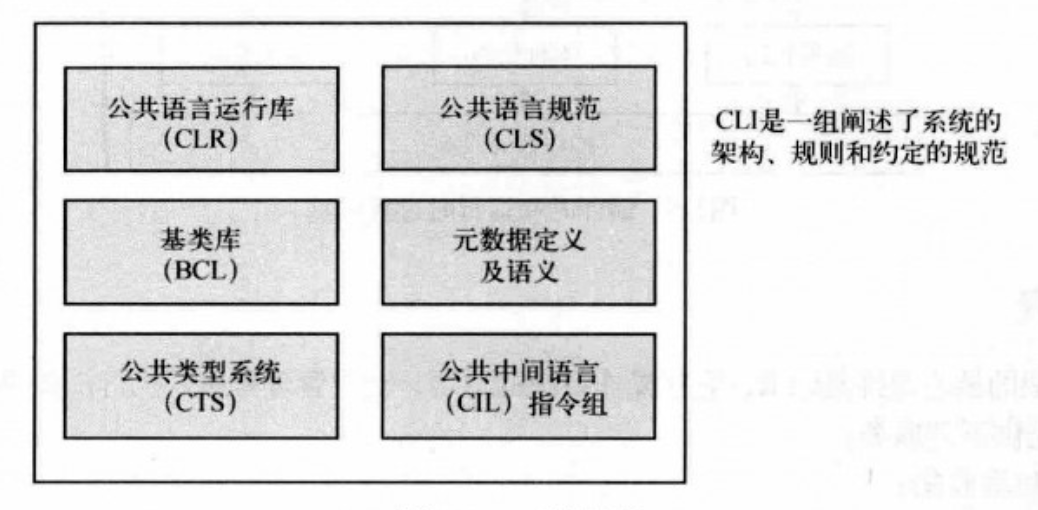 公共语言运行库
(CLR)
公共语言规范
(CLS)
CLI是一组阐述了系统的
架构、规则和约定的规范
基类库
(BCL)
元数据定义
及语义
公共类型系统
(CTS)
公共中间语言
(CIL) 指令组